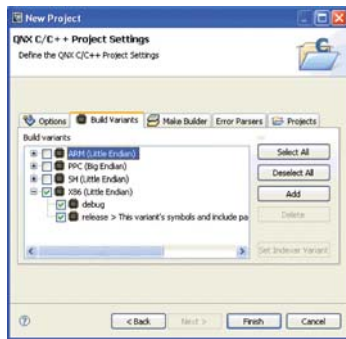 New Project
QNX C/C++ Project Settings
Define the QNX C/C++ Project Settings
Options
Build Variants
Make Builder
Error Parsers
Projects
Build variants
ARM (Little Endian)
PPC (Big Endian)
SH (Little Endian)
X86 (Little Endian)
debug
release > This variant's symbols and include pa
Select All
Deselect All
Add
Delete
Set Indexer Variant
< Back
Next >
Finish
Cancel